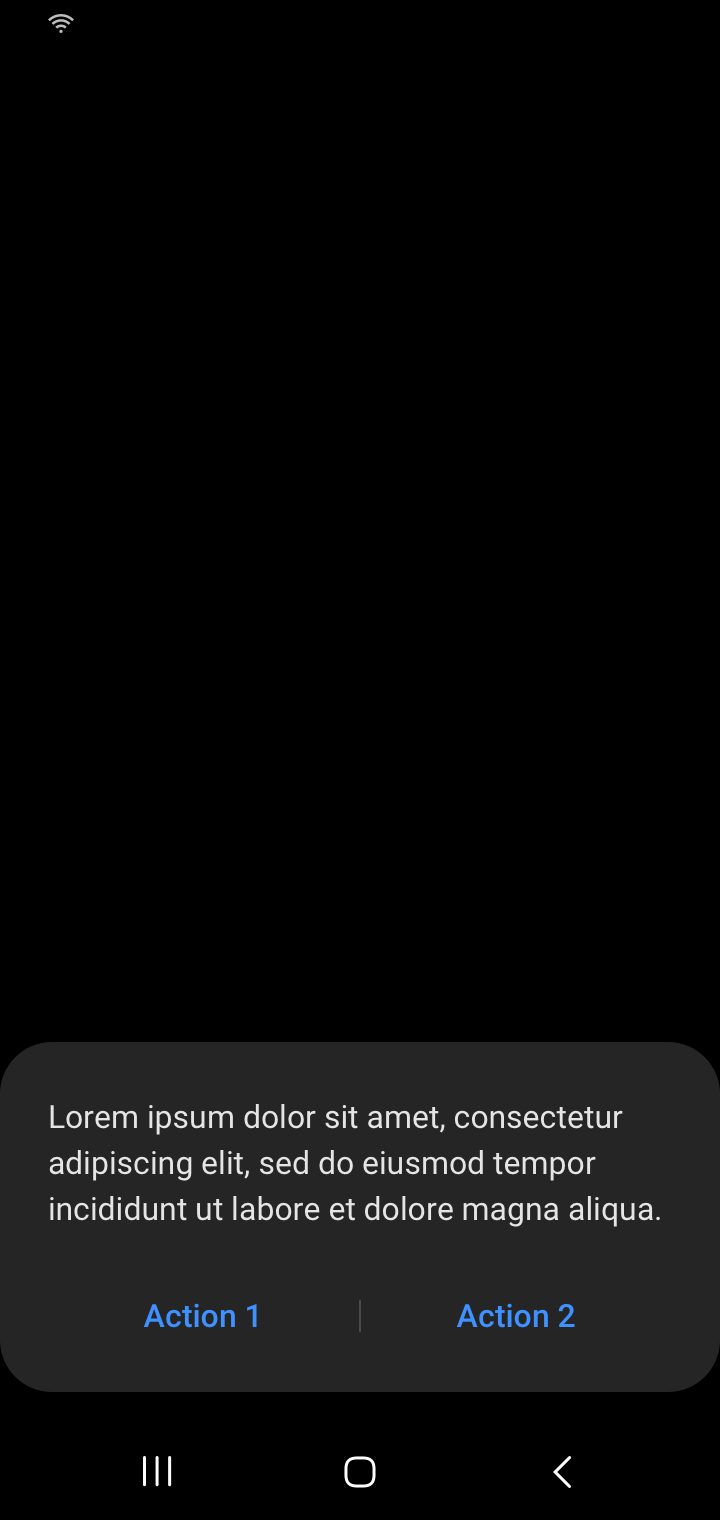 Lorem ipsum dolor sit amet, consectetur
adipiscing elit, sed do eiusmod tempor
incididunt ut labore et dolore magna aliqua.
Action 1
Action 2